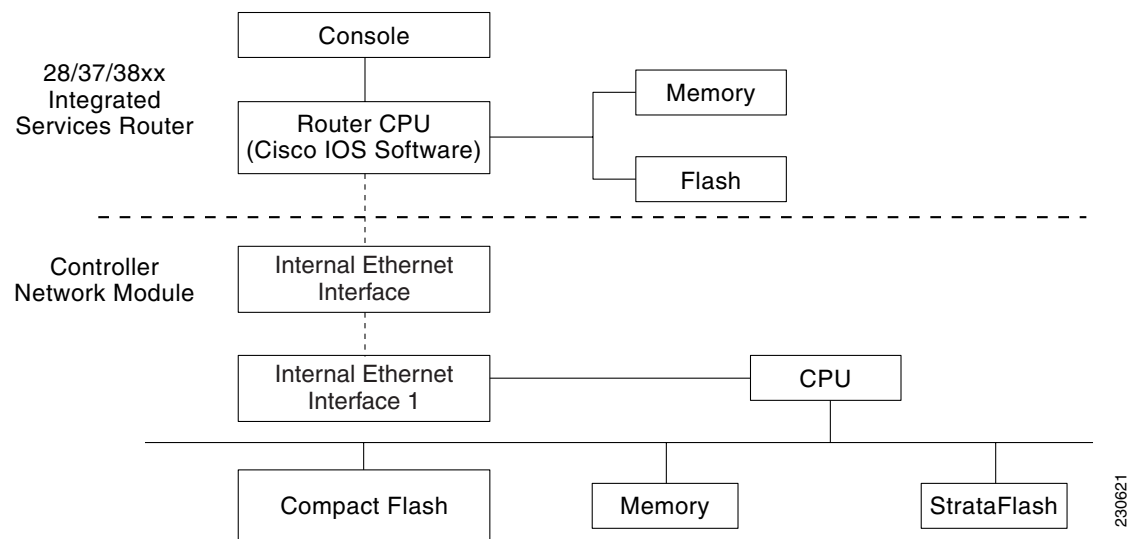 Console
28/37/38xx
Integrated
Services Router
Router CPU
(Cisco IOS Software)
Memory
Flash
Controller
Network Module
Internal Ethernet
Interface
Internal Ethernet
Interface 1
CPU
Compact Flash
Memory
StrataFlash
230621